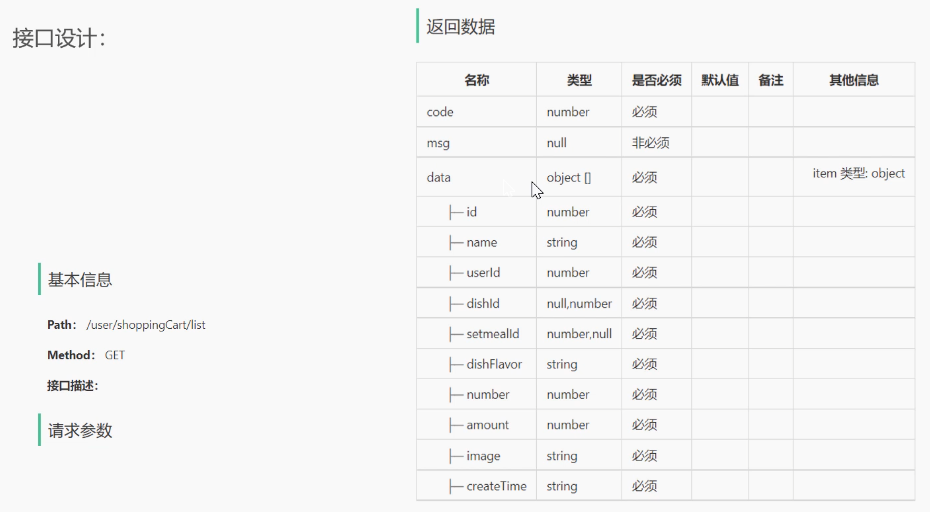 接口设计：
基本信息
Path： /user/shoppingCart/list
Method： GET
接口描述：
请求参数
返回数据
名称 类型 是否必须 默认值 备注 其他信息
code number 必须
msg null 非必须
data object [] 必须 item 类型: object
├─ id number 必须
├─ name string 必须
├─ userId number 必须
├─ dishId null,number 必须
├─ setmealId number,null 必须
├─ dishFlavor string 必须
├─ number number 必须
├─ amount number 必须
├─ image string 必须
├─ createTime string 必须